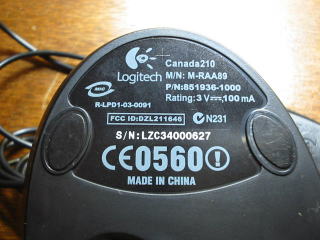 Canada210
Logitech
M/N: M-RAA89
P/N:851936-1000
Rating: 3 V⎓100 mA
MIC
R-LPD1-03-0091
FCC ID:DZL211646
N231
S/N: LZC34000627
CE0560!
MADE IN CHINA